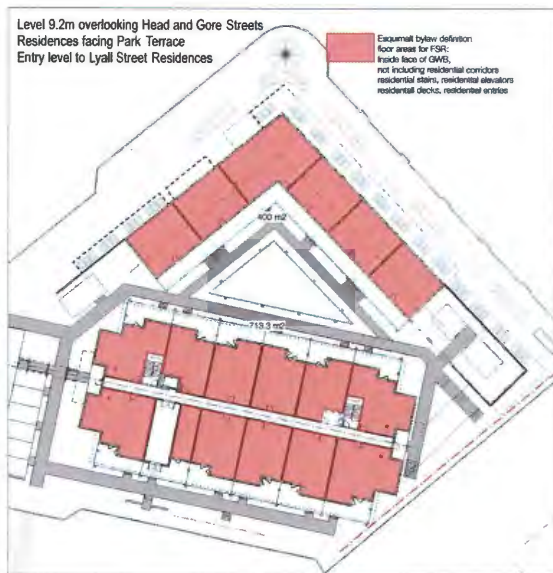 Level 9.2m overlooking Head and Gore Streets
Residences facing Park Terrace
Entry level to Lyall Street Residences
Esquimalt bylaw definition
floor areas for FSR:
Inside face of GWB,
not including residential corridors
residential stairs, residential elevators
residentail decks, residential entries
400 m2
713.3 m2